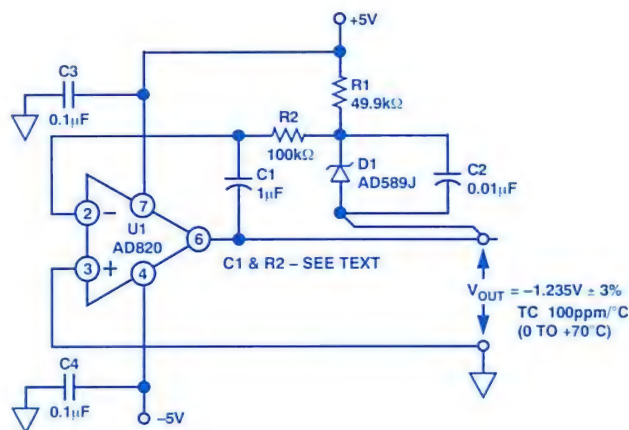 +5V
C3
0.1µF
R1
49.9kΩ
R2
100kΩ
C1
1µF
D1
AD589J
C2
0.01µF
2
−
7
U1
AD820
6
3
+
4
C1 & R2 – SEE TEXT
VOUT = –1.235V ± 3%
TC 100ppm/°C
(0 TO +70°C)
C4
0.1µF
–5V